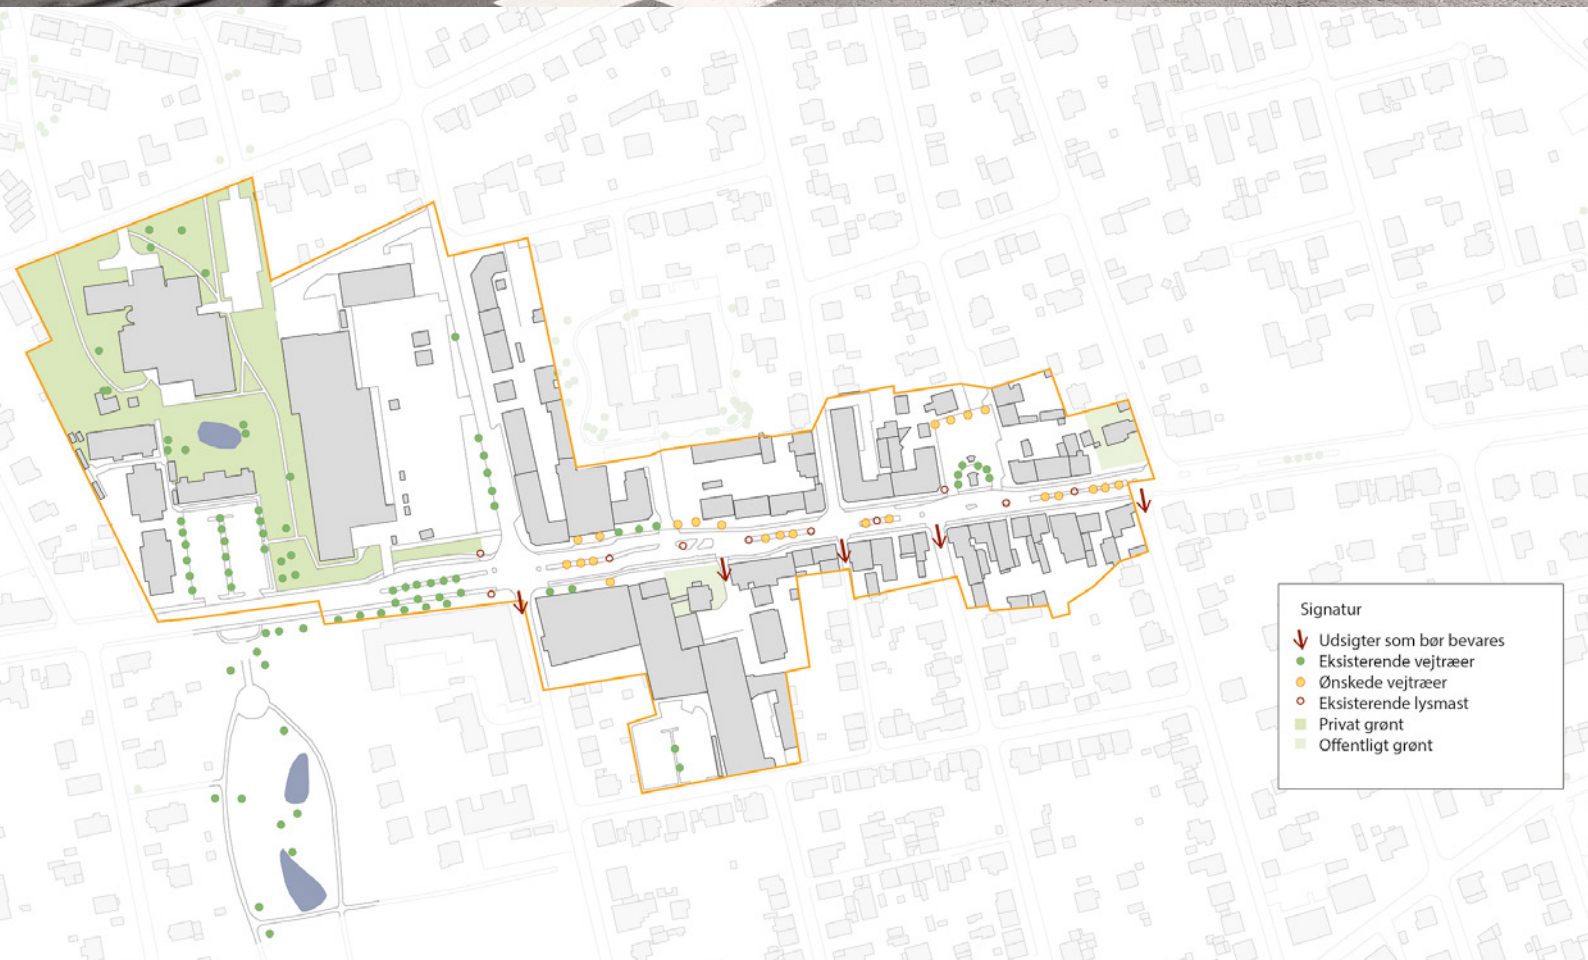 Signatur
Udsigter som bør bevares
Eksisterende vejtræer
Ønskede vejtræer
Eksisterende lysmast
Privat grønt
Offentligt grønt